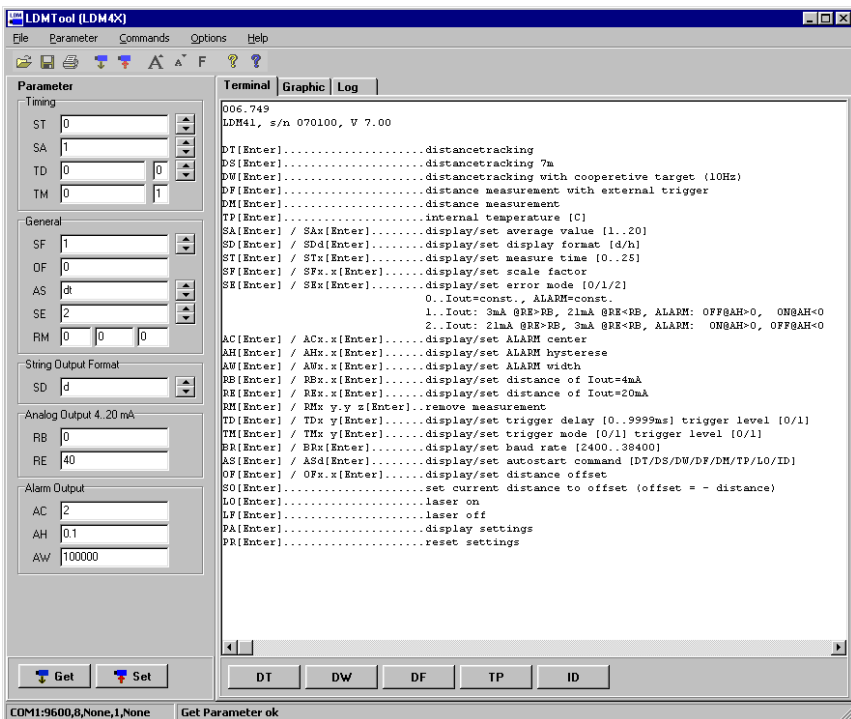 LDMTool (LDM4X)
File Parameter Commands Options Help
A A F ? ?
Parameter
Timing
ST 0
SA 1
TD 0 0
TM 0 1
General
SF 1
OF 0
AS dt
SE 2
RM 0 0 0
String Output Format
SD d
Analog Output 4..20 mA
RB 0
RE 40
Alarm Output
AC 2
AH 0.1
AW 100000
Get Set
Terminal Graphic Log
006.749
LDM41, s/n 070100, V 7.00
DT[Enter].....................distancetracking
DS[Enter].....................distancetracking 7m
DW[Enter].....................distancetracking with cooperetive target (10Hz)
DF[Enter].....................distance measurement with external trigger
DM[Enter].....................distance measurement
TP[Enter].....................internal temperature [C]
SA[Enter] / SAx[Enter]........display/set average value [1..20]
SD[Enter] / SDd[Enter]........display/set display format [d/h]
ST[Enter] / STx[Enter]........display/set measure time [0..25]
SF[Enter] / SFx.x[Enter]......display/set scale factor
SE[Enter] / SEx[Enter]........display/set error mode [0/1/2]
0..Iout=const., ALARM=const.
1..Iout: 3mA @RE>RB, 21mA @RE<RB, ALARM: OFF@AH>0, ON@AH<0
2..Iout: 21mA @RE>RB, 3mA @RE<RB, ALARM: ON@AH>0, OFF@AH<0
AC[Enter] / ACx.x[Enter]......display/set ALARM center
AH[Enter] / AHx.x[Enter]......display/set ALARM hysterese
AW[Enter] / AWx.x[Enter]......display/set ALARM width
RB[Enter] / RBx.x[Enter]......display/set distance of Iout=4mA
RE[Enter] / REx.x[Enter]......display/set distance of Iout=20mA
RM[Enter] / RMx y.y z[Enter]..remove measurement
TD[Enter] / TDx y[Enter]......display/set trigger delay [0..9999ms] trigger level [0/1]
TM[Enter] / TMx y[Enter]......display/set trigger mode [0/1] trigger level [0/1]
BR[Enter] / BRx[Enter]........display/set baud rate [2400..38400]
AS[Enter] / ASd[Enter]........display/set autostart command [DT/DS/DW/DF/DM/TP/LO/ID]
OF[Enter] / OFx.x[Enter]......display/set distance offset
SO[Enter].....................set current distance to offset (offset = - distance)
LO[Enter].....................laser on
LF[Enter].....................laser off
PA[Enter].....................display settings
PR[Enter].....................reset settings
DT DW DF TP ID
COM1:9600,8,None,1,None Get Parameter ok